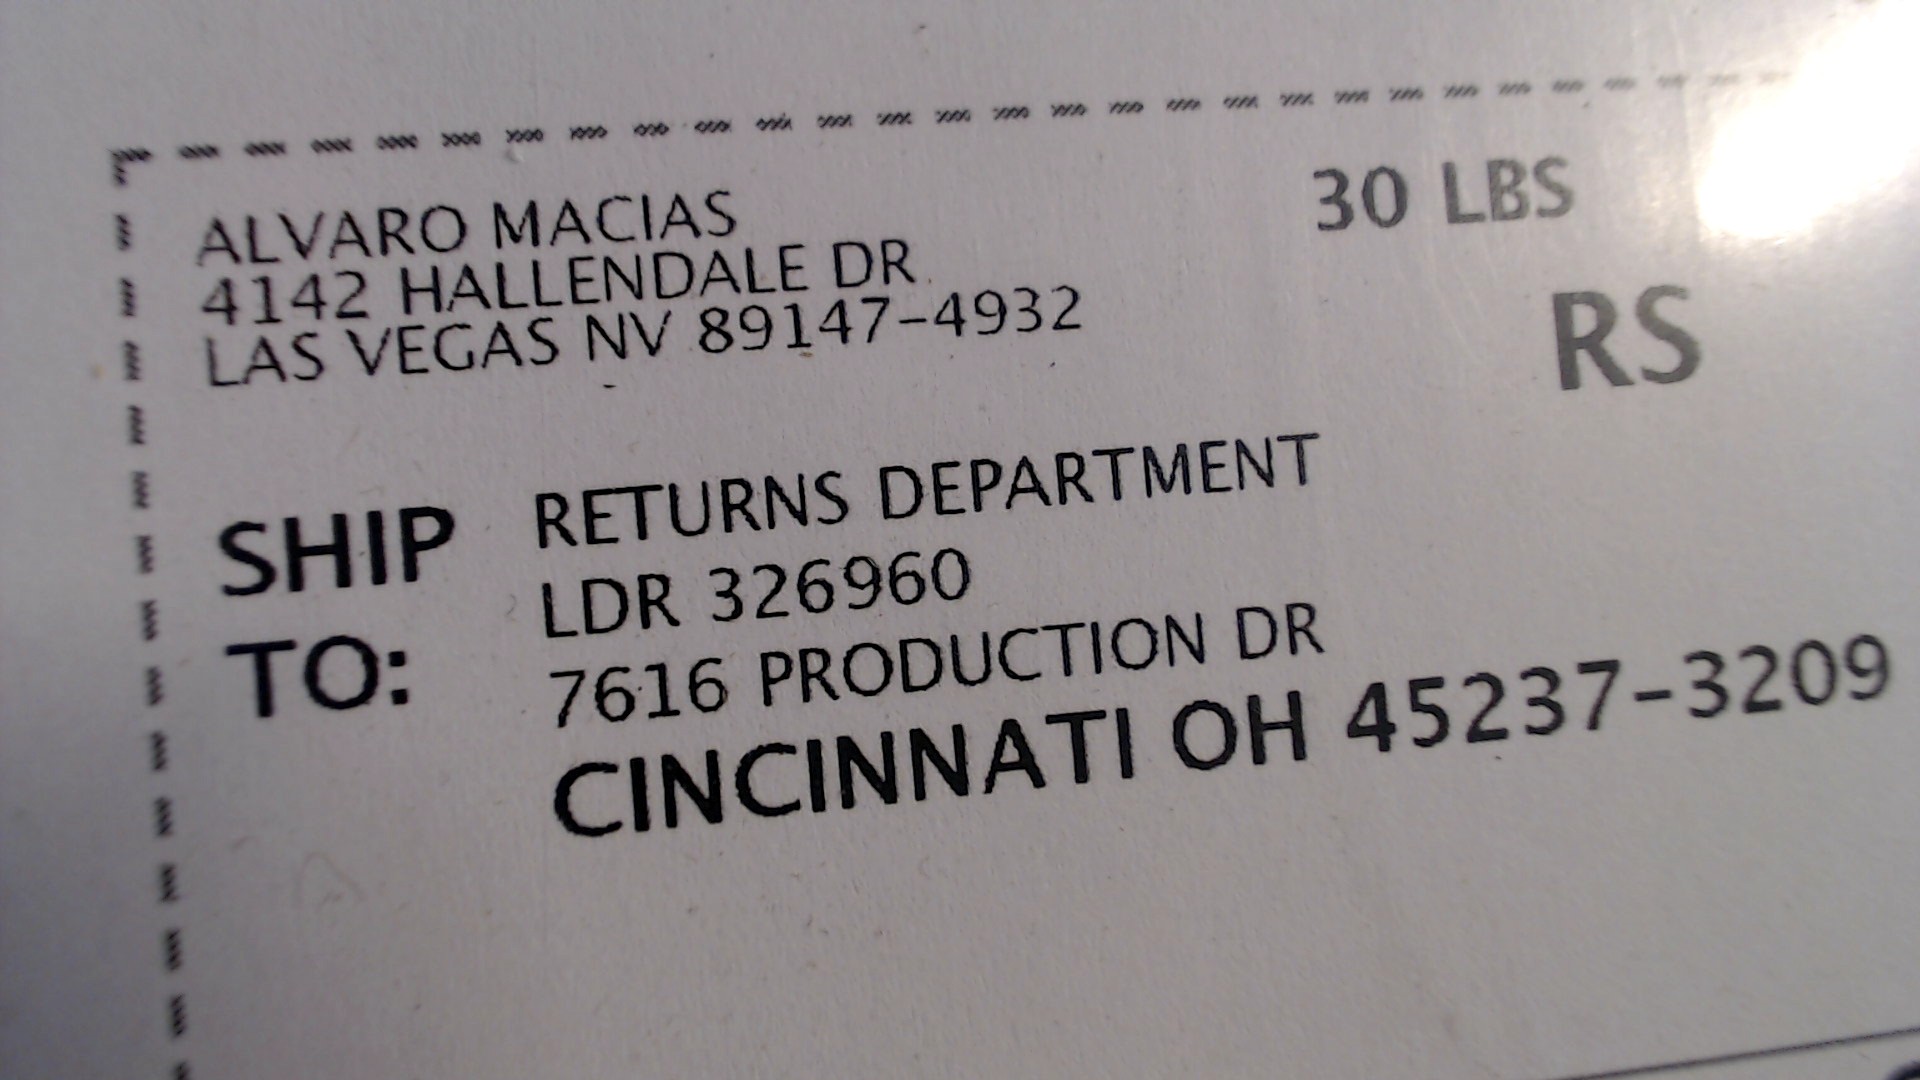 ALVARO MACIAS
4142 HALLENDALE DR
LAS VEGAS NV 89147-4932
30 LBS
RS
SHIP TO:
RETURNS DEPARTMENT
LDR 326960
7616 PRODUCTION DR
CINCINNATI OH 45237-3209